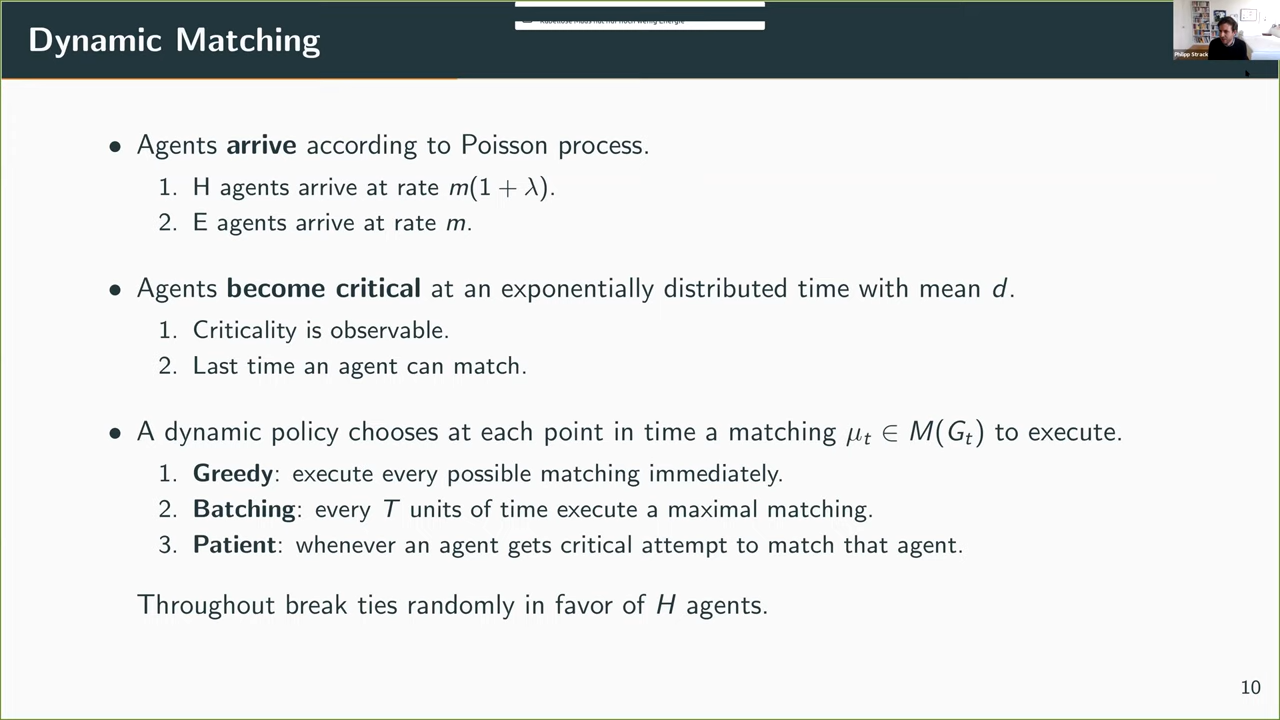 Dynamic Matching
Philipp Strack
• Agents arrive according to Poisson process.
1. H agents arrive at rate m(1 + λ).
2. E agents arrive at rate m.
• Agents become critical at an exponentially distributed time with mean d.
1. Criticality is observable.
2. Last time an agent can match.
• A dynamic policy chooses at each point in time a matching μₜ ∈ M(Gₜ) to execute.
1. Greedy: execute every possible matching immediately.
2. Batching: every T units of time execute a maximal matching.
3. Patient: whenever an agent gets critical attempt to match that agent.
Throughout break ties randomly in favor of H agents.
10